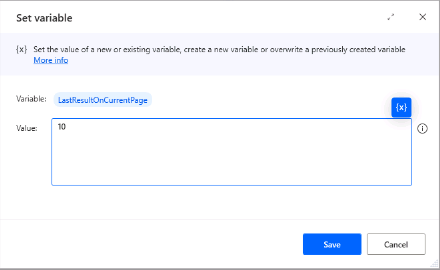 Set variable
{x} Set the value of a new or existing variable, create a new variable or overwrite a previously created variable
More info
Variable: LastResultOnCurrentPage
{x}
Value: 10
Save Cancel